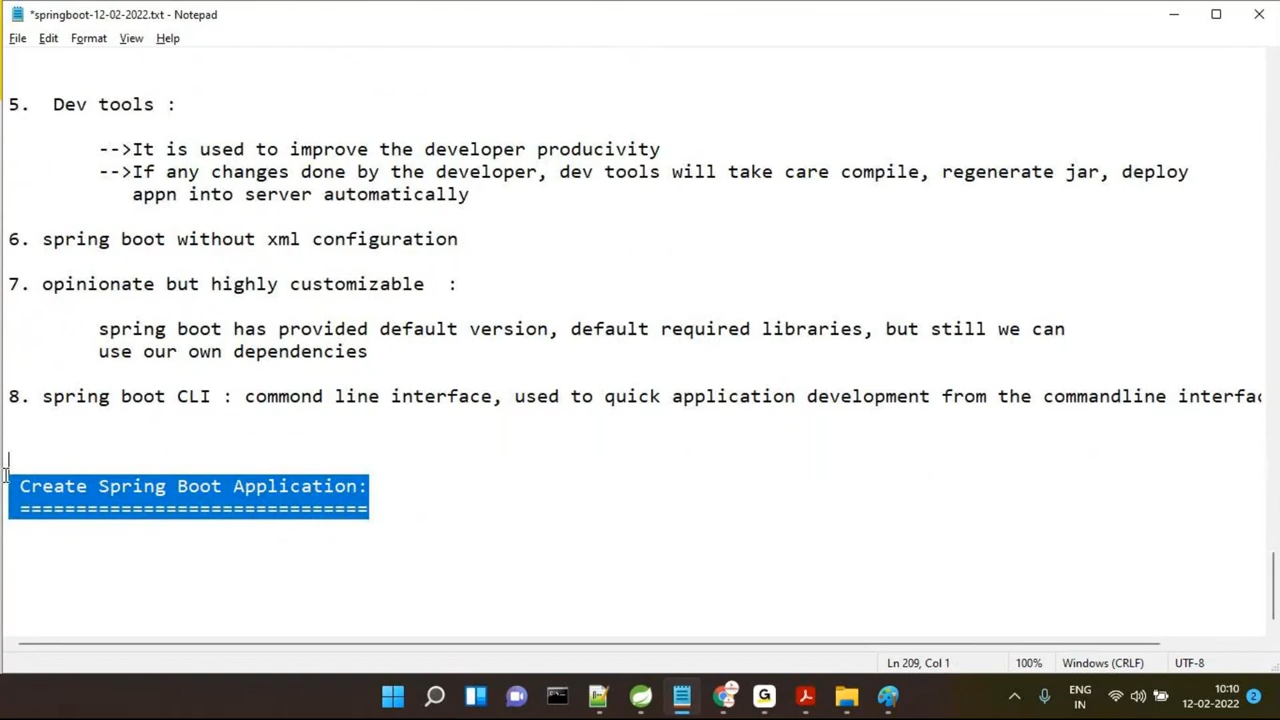 *springboot-12-02-2022.txt - Notepad
File Edit Format View Help
5. Dev tools :
-->It is used to improve the developer producivity
-->If any changes done by the developer, dev tools will take care compile, regenerate jar, deploy
appn into server automatically
6. spring boot without xml configuration
7. opinionate but highly customizable :
spring boot has provided default version, default required libraries, but still we can
use our own dependencies
8. spring boot CLI : commond line interface, used to quick application development from the commandline
Create Spring Boot Application:
===============================
Ln 209, Col 1 100% Windows (CRLF) UTF-8
ENG
IN
10:10
12-02-2022
2
G